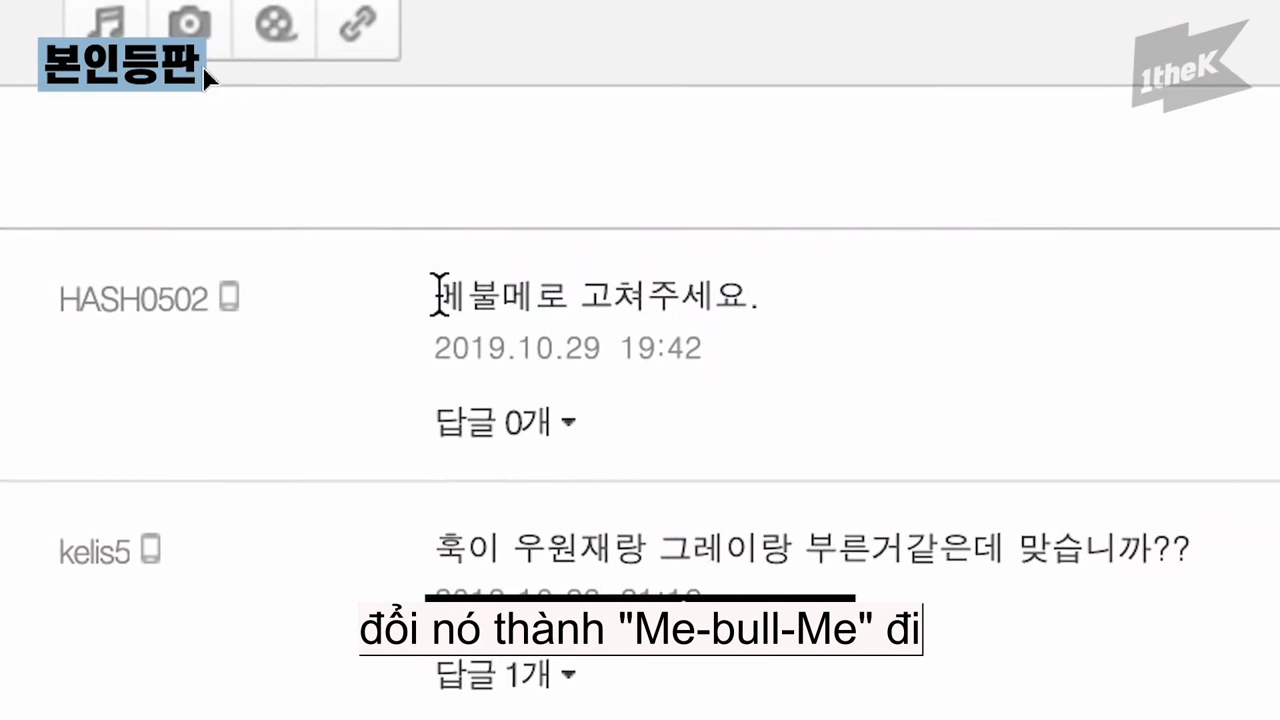 본인등판
1theK
HASH0502
메불메로 고쳐주세요.
2019.10.29 19:42
답글 0개
kelis5
훅이 우원재랑 그레이랑 부른거같은데 맞습니까??
đổi nó thành "Me-bull-Me" đi
답글 1개